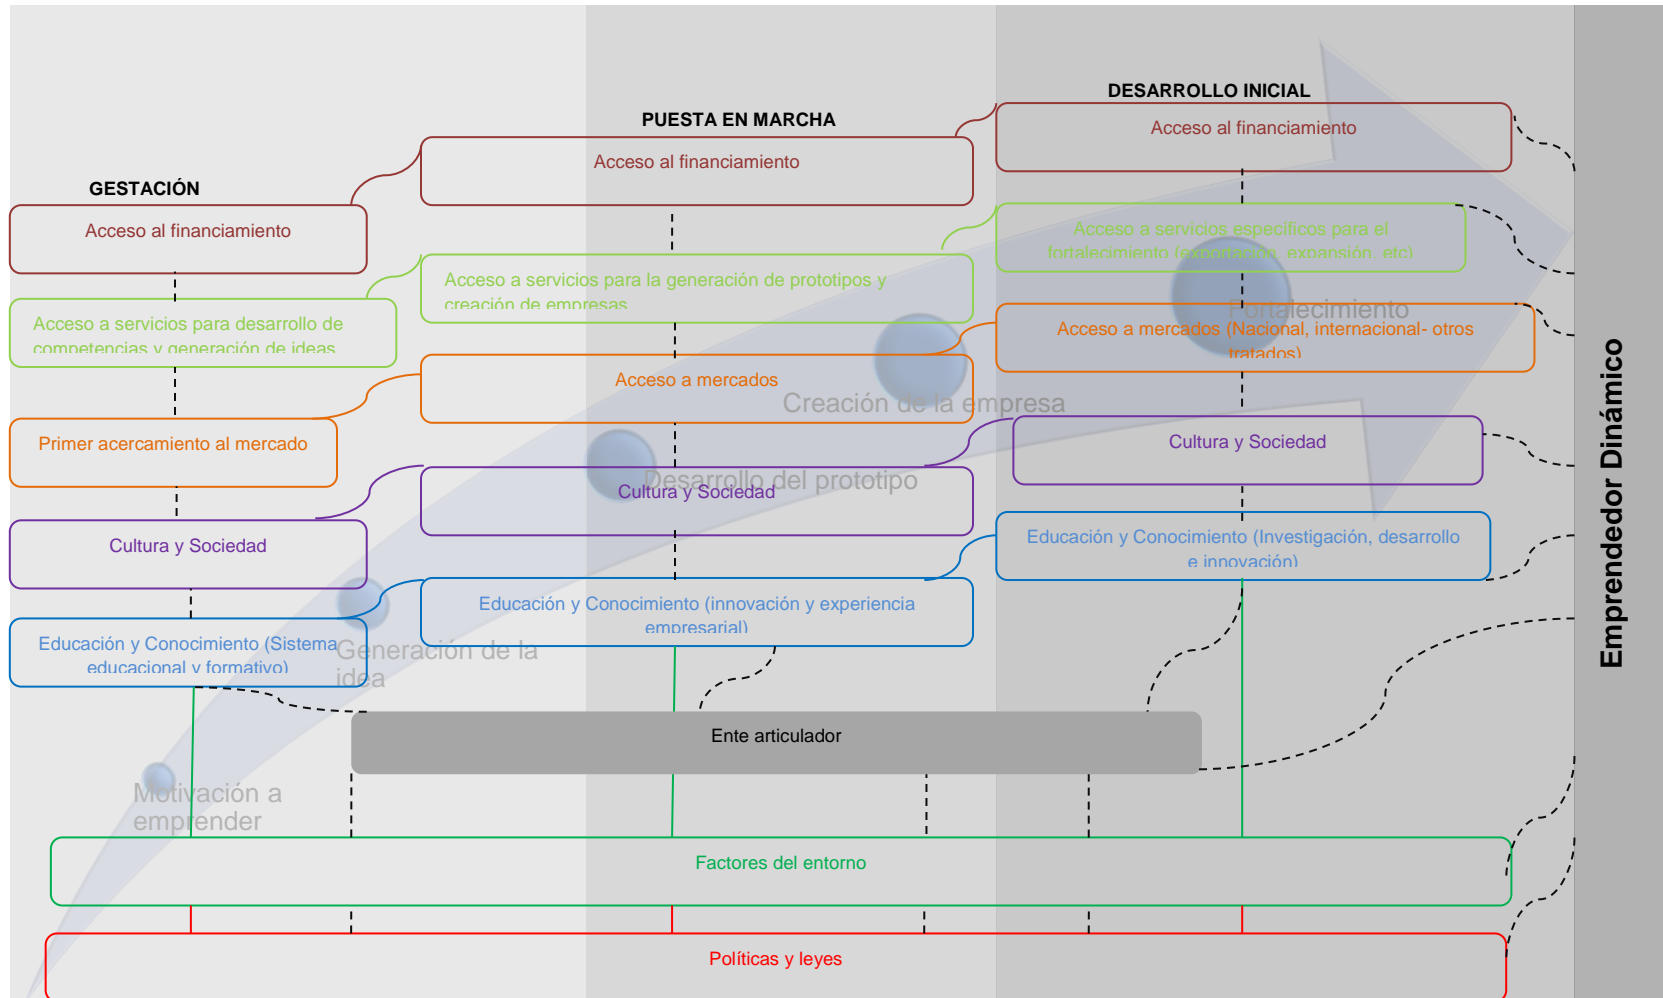 DESARROLLO INICIAL
PUESTA EN MARCHA
GESTACIÓN
Acceso al financiamiento
Acceso al financiamiento
Acceso al financiamiento
Acceso a servicios para desarrollo de
competencias y generación de ideas
Acceso a servicios para la generación de prototipos y
creación de empresas
Acceso a servicios específicos para el
fortalecimiento (exportación, expansión, etc)
Fortalecimiento
Primer acercamiento al mercado
Acceso a mercados
Acceso a mercados (Nacional, internacional- otros
tratados)
Creación de la empresa
Cultura y Sociedad
Cultura y Sociedad
Cultura y Sociedad
Desarrollo del prototipo
Educación y Conocimiento (Sistema
educacional y formativo)
Educación y Conocimiento (innovación y experiencia
empresarial)
Educación y Conocimiento (Investigación, desarrollo
e innovación)
Generación de la
idea
Ente articulador
Motivación a
emprender
Factores del entorno
Políticas y leyes
Emprendedor Dinámico